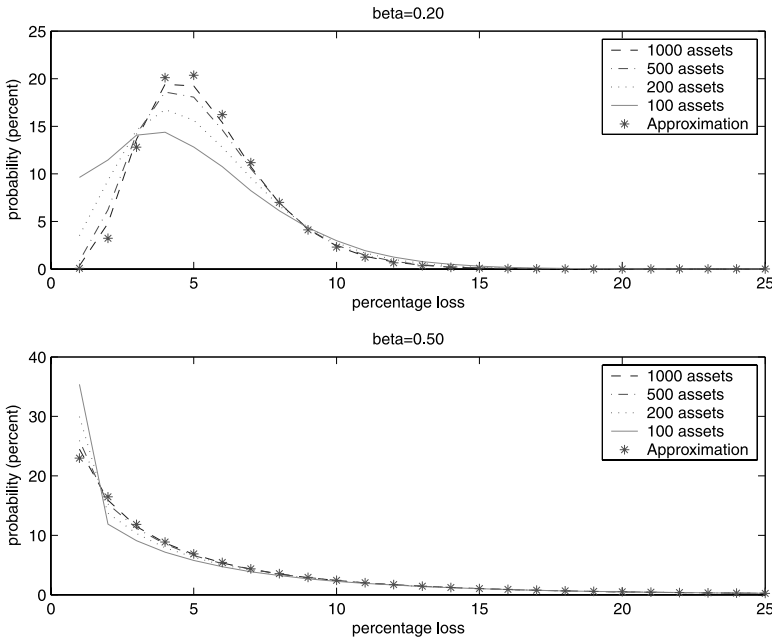 beta=0.20
25
20
15
10
5
0
probability (percent)
1000 assets
500 assets
200 assets
100 assets
Approximation
0 5 10 15 20 25
percentage loss
beta=0.50
40
30
20
10
0
probability (percent)
1000 assets
500 assets
200 assets
100 assets
Approximation
0 5 10 15 20 25
percentage loss